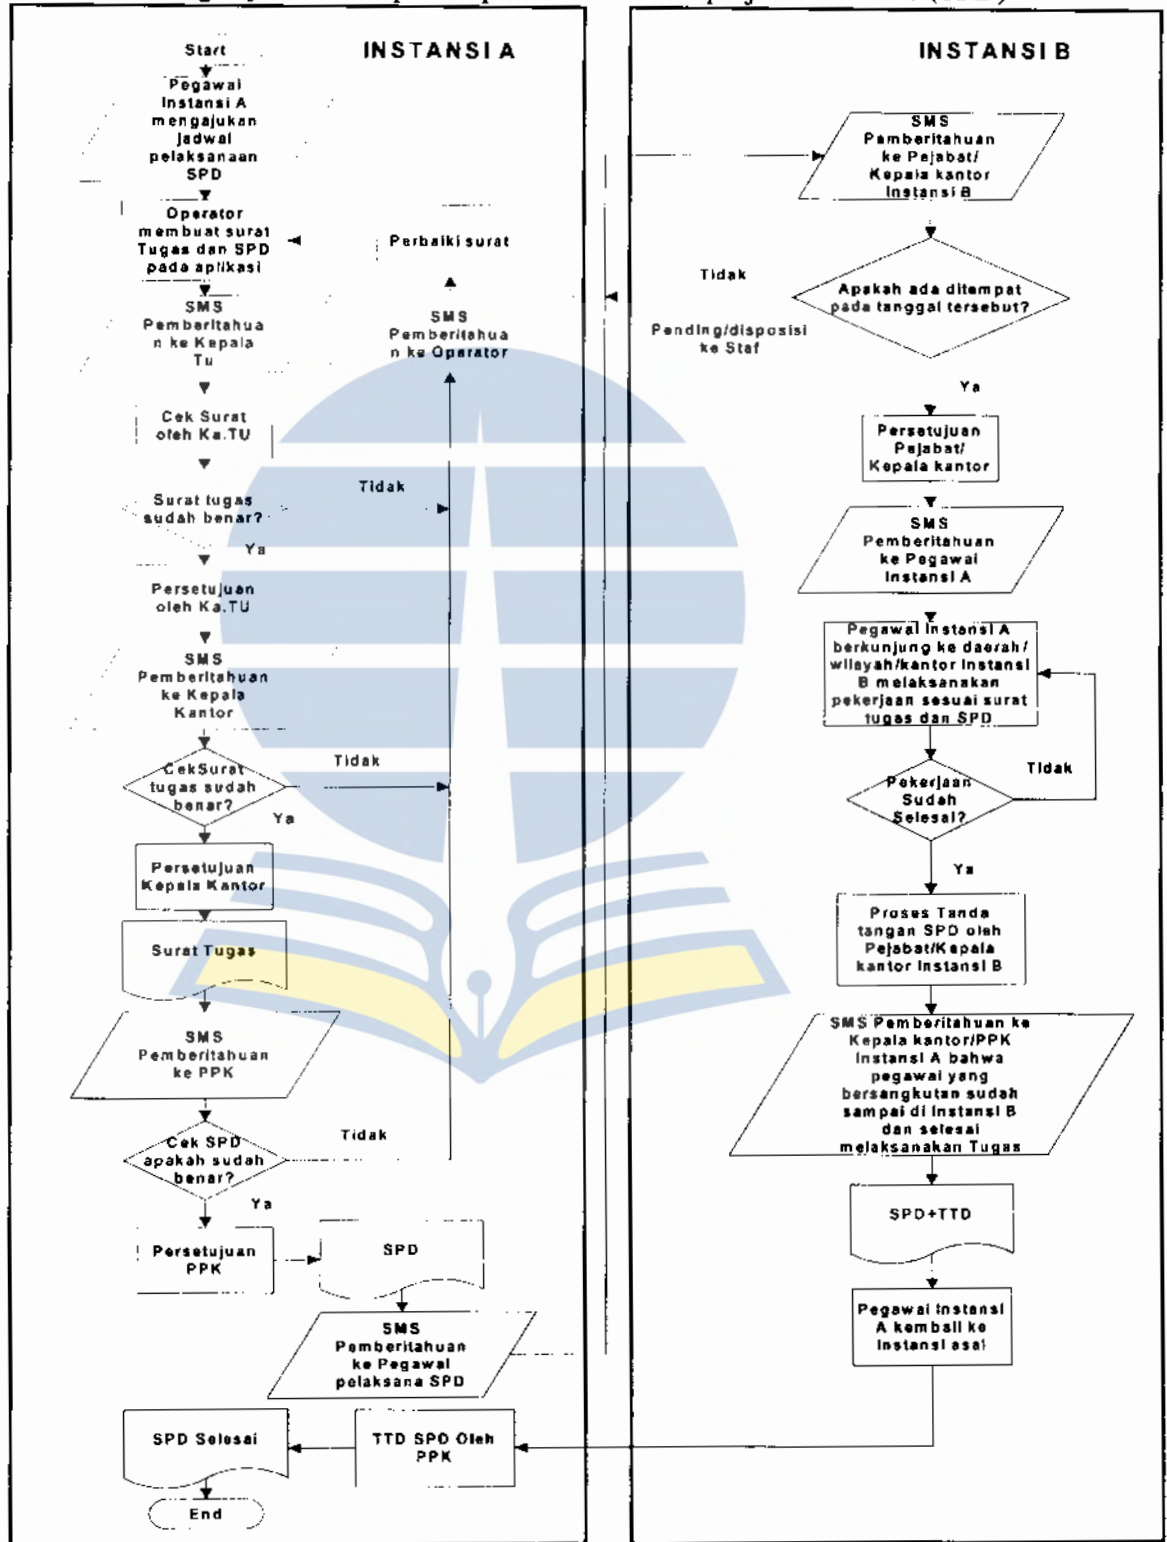 INSTANSI A
Start
Pegawai
Instansi A
mengajukan
jadwal
pelaksanaan
SPD
Operator
membuat surat
Tugas dan SPD
pada aplikasi
Perbaiki surat
SMS
Pemberitahua
n ke Kepala
Tu
SMS
Pemberitahua
n ke Operator
Cek Surat
oleh Ka.TU
Surat tugas
sudah benar?
Tidak
Ya
Persetujuan
oleh Ka.TU
SMS
Pemberitahuan
ke Kepala
Kantor
CekSurat
tugas sudah
benar?
Tidak
Ya
Persetujuan
Kepala Kantor
Surat Tugas
SMS
Pemberitahuan
ke PPK
Cek SPD
apakah sudah
benar?
Tidak
Ya
Persetujuan
PPK
SPD
SMS
Pemberitahuan
ke Pegawai
pelaksana SPD
INSTANSI B
SMS
Pemberitahuan
ke Pejabat/
Kepala kantor
Instansi B
Apakah ada ditempat
pada tanggal tersebut?
Tidak
Pending/disposisi
ke Staf
Ya
Persetujuan
Pejabat/
Kepala kantor
SMS
Pemberitahuan
ke Pegawai
Instansi A
Pegawai Instansi A
berkunjung ke daerah/
wilayah/kantor Instansi
B melaksanakan
pekerjaan sesuai surat
tugas dan SPD
Pekerjaan
Sudah
Selesai?
Tidak
Ya
Proses Tanda
tangan SPD oleh
Pejabat/Kepala
kantor Instansi B
SMS Pemberitahuan ke
Kepala kantor/PPK
Instansi A bahwa
pegawai yang
bersangkutan sudah
sampai di Instansi B
dan selesai
melaksanakan Tugas
SPD+TTD
Pegawai Instansi
A kembali ke
Instansi asal
TTD SPD Oleh
PPK
SPD Selesai
End